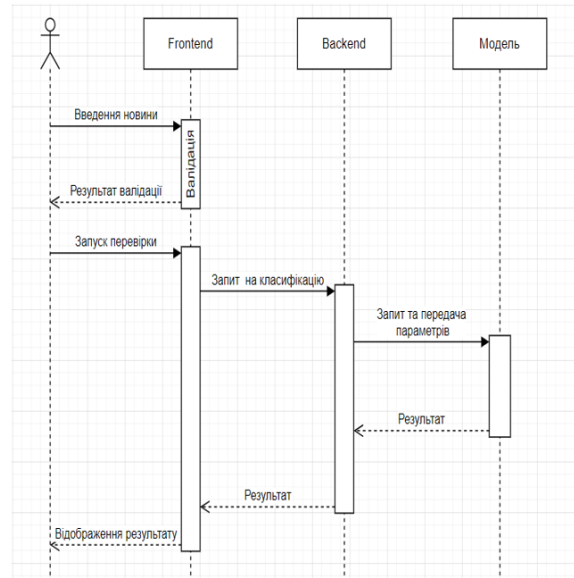 Frontend
Backend
Модель
Введення новини
Валідація
Результат валідації
Запуск перевірки
Запит на класифікацію
Запит та передача
параметрів
Результат
Результат
Відображення результату